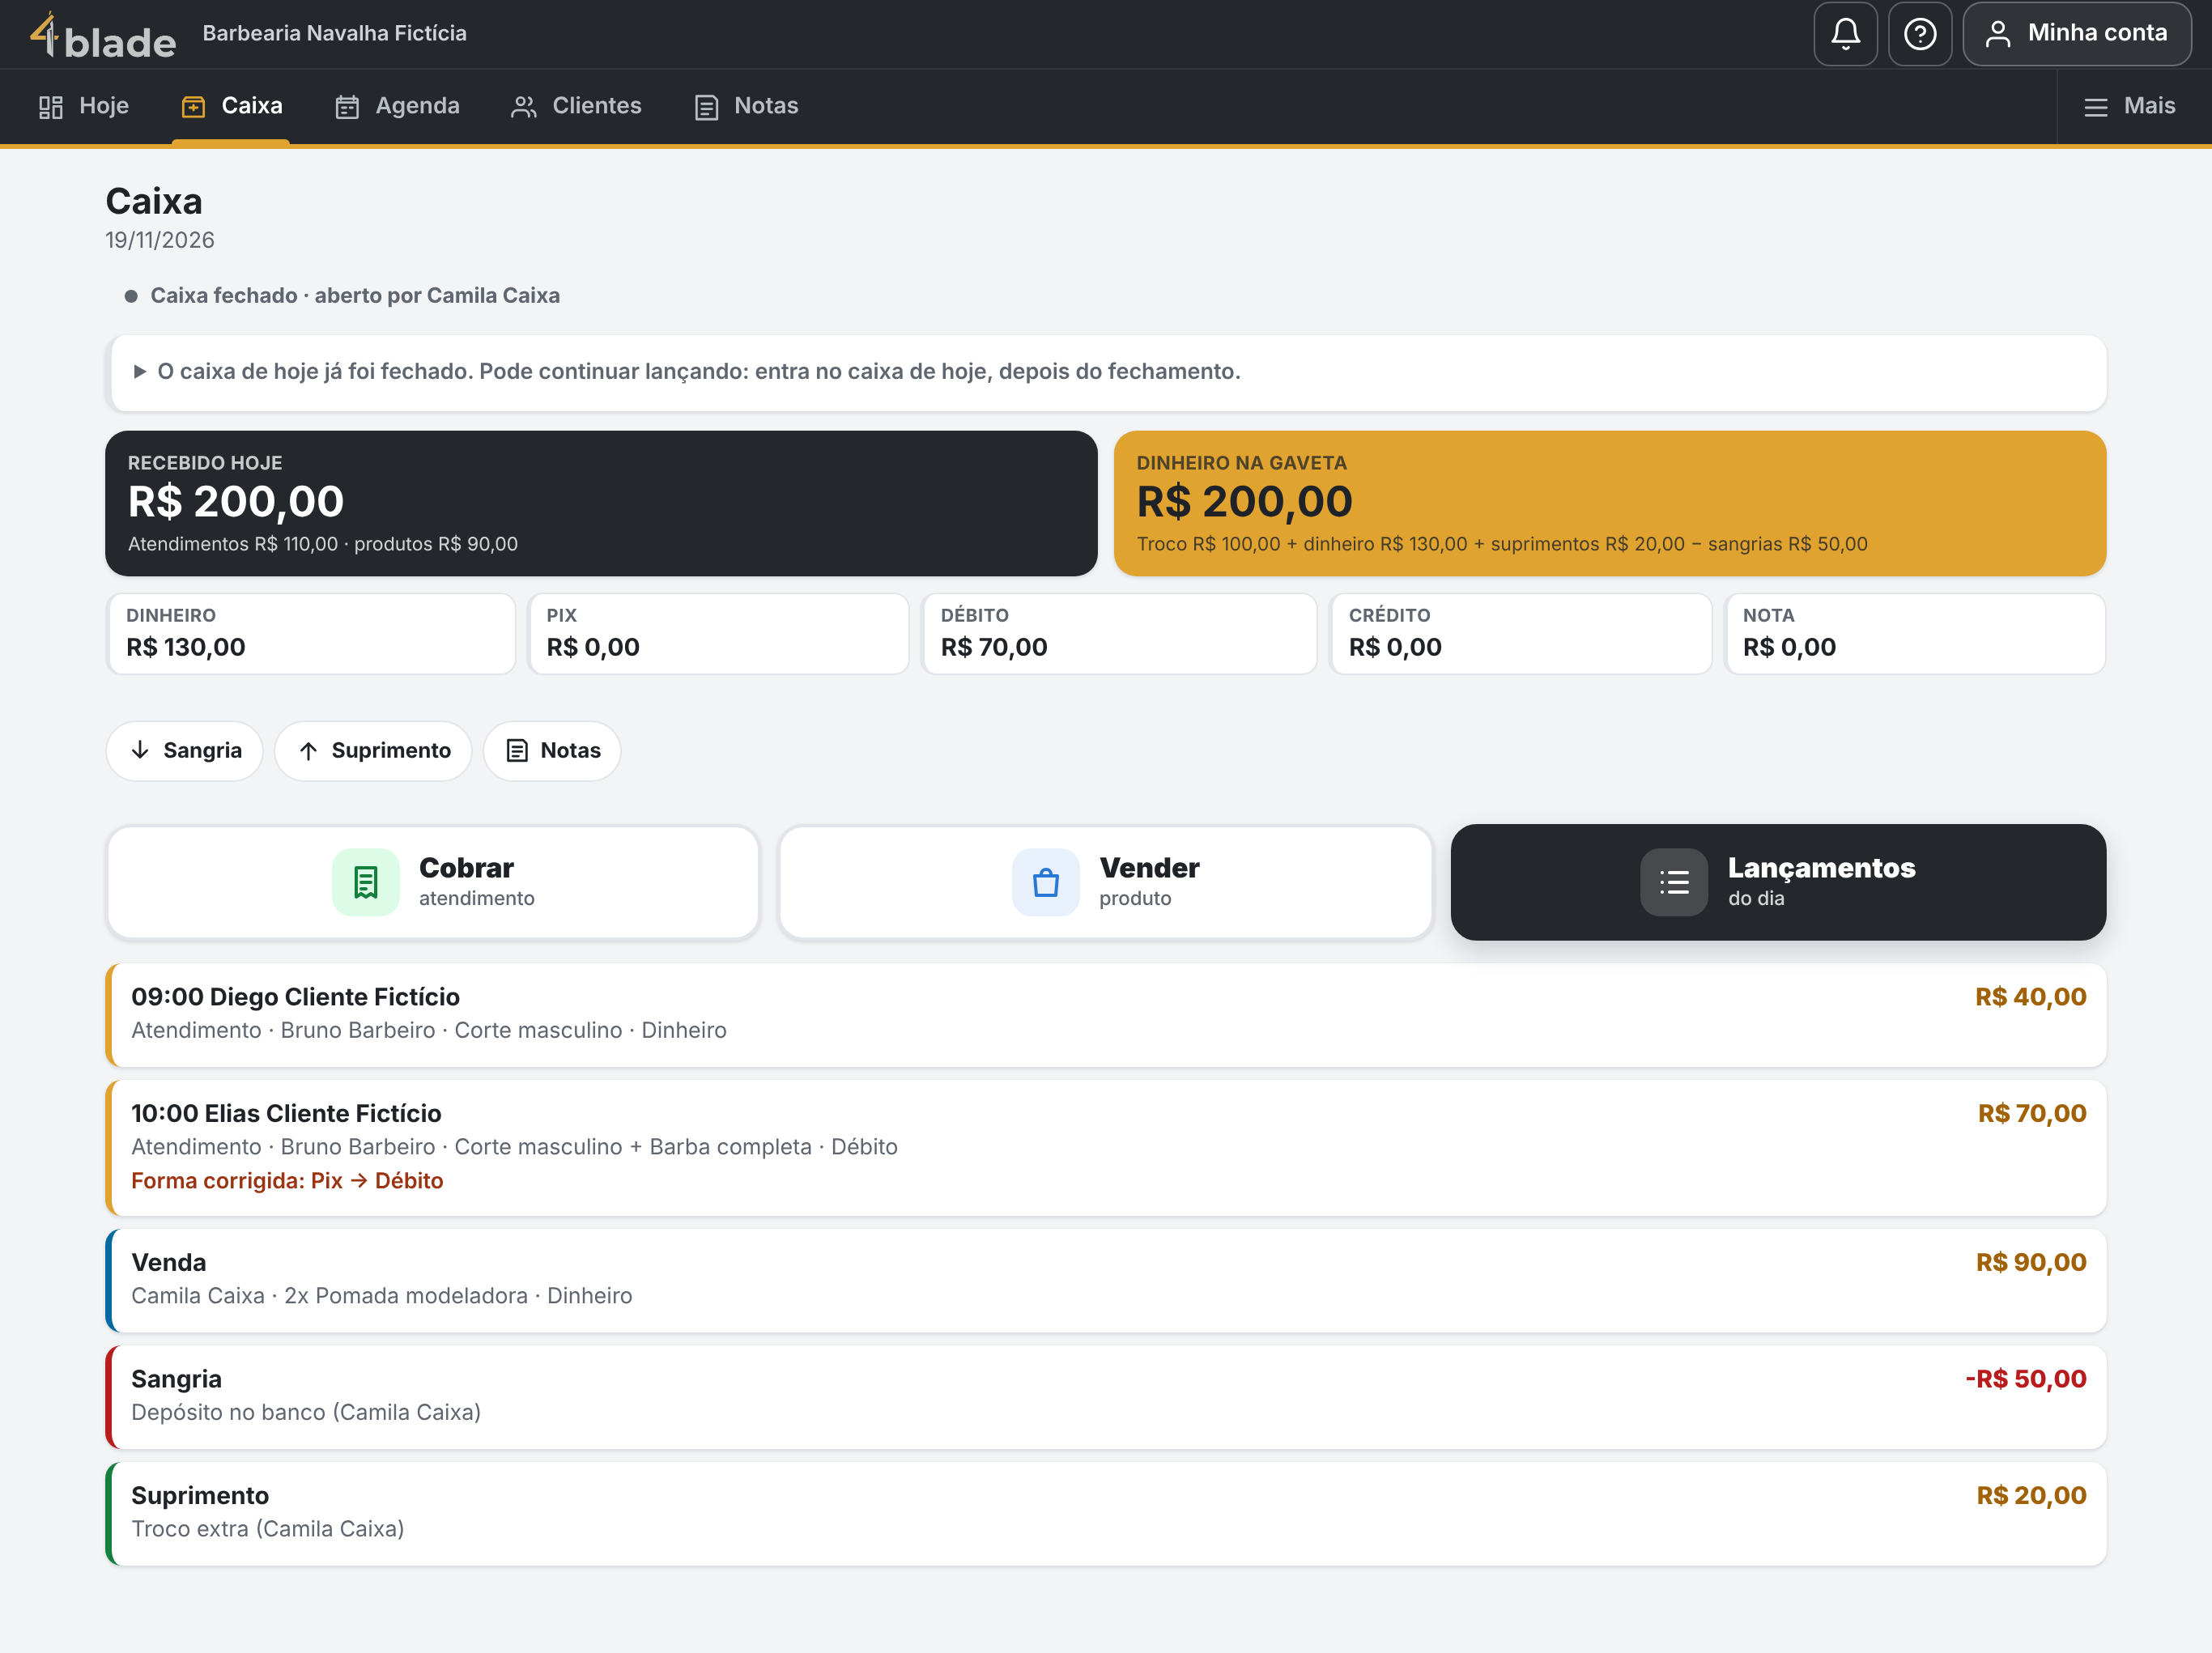 4blade
Barbearia Navalha Fictícia
Minha conta
Hoje
Caixa
Agenda
Clientes
Notas
Mais
Caixa
19/11/2026
Caixa fechado · aberto por Camila Caixa
O caixa de hoje já foi fechado. Pode continuar lançando: entra no caixa de hoje, depois do fechamento.
RECEBIDO HOJE
R$ 200,00
Atendimentos R$ 110,00 · produtos R$ 90,00
DINHEIRO NA GAVETA
R$ 200,00
Troco R$ 100,00 + dinheiro R$ 130,00 + suprimentos R$ 20,00 − sangrias R$ 50,00
DINHEIRO
R$ 130,00
PIX
R$ 0,00
DÉBITO
R$ 70,00
CRÉDITO
R$ 0,00
NOTA
R$ 0,00
Sangria
Suprimento
Notas
Cobrar
atendimento
Vender
produto
Lançamentos
do dia
09:00 Diego Cliente Fictício
R$ 40,00
Atendimento · Bruno Barbeiro · Corte masculino · Dinheiro
10:00 Elias Cliente Fictício
R$ 70,00
Atendimento · Bruno Barbeiro · Corte masculino + Barba completa · Débito
Forma corrigida: Pix → Débito
Venda
R$ 90,00
Camila Caixa · 2x Pomada modeladora · Dinheiro
Sangria
-R$ 50,00
Depósito no banco (Camila Caixa)
Suprimento
R$ 20,00
Troco extra (Camila Caixa)